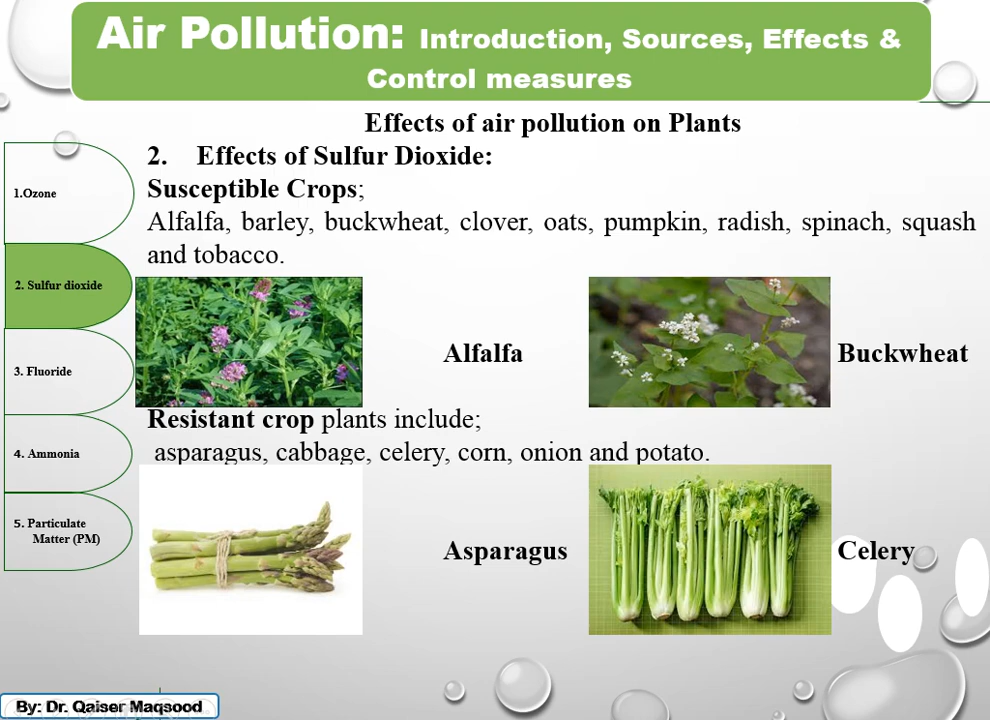 Air Pollution: Introduction, Sources, Effects &
Control measures
Effects of air pollution on Plants
2. Effects of Sulfur Dioxide:
Susceptible Crops;
Alfalfa, barley, buckwheat, clover, oats, pumpkin, radish, spinach, squash
and tobacco.
Alfalfa
Buckwheat
Resistant crop plants include;
asparagus, cabbage, celery, corn, onion and potato.
Asparagus
Celery
1.Ozone
2. Sulfur dioxide
3. Fluoride
4. Ammonia
5. Particulate
Matter (PM)
By: Dr. Qaiser Maqsood